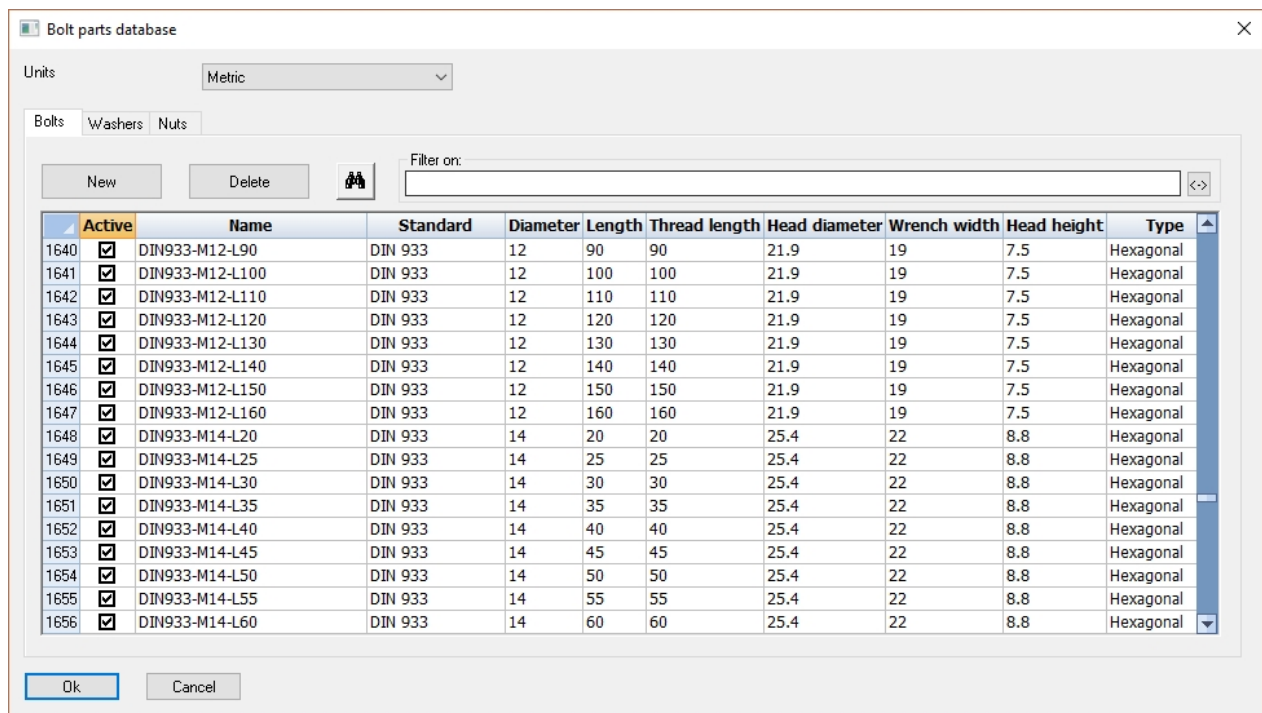 Bolt parts database
Units Metric
Bolts Washers Nuts
New Delete Filter on: <->
Active Name Standard Diameter Length Thread length Head diameter Wrench width Head height Type
1640 DIN933-M12-L90 DIN 933 12 90 90 21.9 19 7.5 Hexagonal
1641 DIN933-M12-L100 DIN 933 12 100 100 21.9 19 7.5 Hexagonal
1642 DIN933-M12-L110 DIN 933 12 110 110 21.9 19 7.5 Hexagonal
1643 DIN933-M12-L120 DIN 933 12 120 120 21.9 19 7.5 Hexagonal
1644 DIN933-M12-L130 DIN 933 12 130 130 21.9 19 7.5 Hexagonal
1645 DIN933-M12-L140 DIN 933 12 140 140 21.9 19 7.5 Hexagonal
1646 DIN933-M12-L150 DIN 933 12 150 150 21.9 19 7.5 Hexagonal
1647 DIN933-M12-L160 DIN 933 12 160 160 21.9 19 7.5 Hexagonal
1648 DIN933-M14-L20 DIN 933 14 20 20 25.4 22 8.8 Hexagonal
1649 DIN933-M14-L25 DIN 933 14 25 25 25.4 22 8.8 Hexagonal
1650 DIN933-M14-L30 DIN 933 14 30 30 25.4 22 8.8 Hexagonal
1651 DIN933-M14-L35 DIN 933 14 35 35 25.4 22 8.8 Hexagonal
1652 DIN933-M14-L40 DIN 933 14 40 40 25.4 22 8.8 Hexagonal
1653 DIN933-M14-L45 DIN 933 14 45 45 25.4 22 8.8 Hexagonal
1654 DIN933-M14-L50 DIN 933 14 50 50 25.4 22 8.8 Hexagonal
1655 DIN933-M14-L55 DIN 933 14 55 55 25.4 22 8.8 Hexagonal
1656 DIN933-M14-L60 DIN 933 14 60 60 25.4 22 8.8 Hexagonal
Ok Cancel